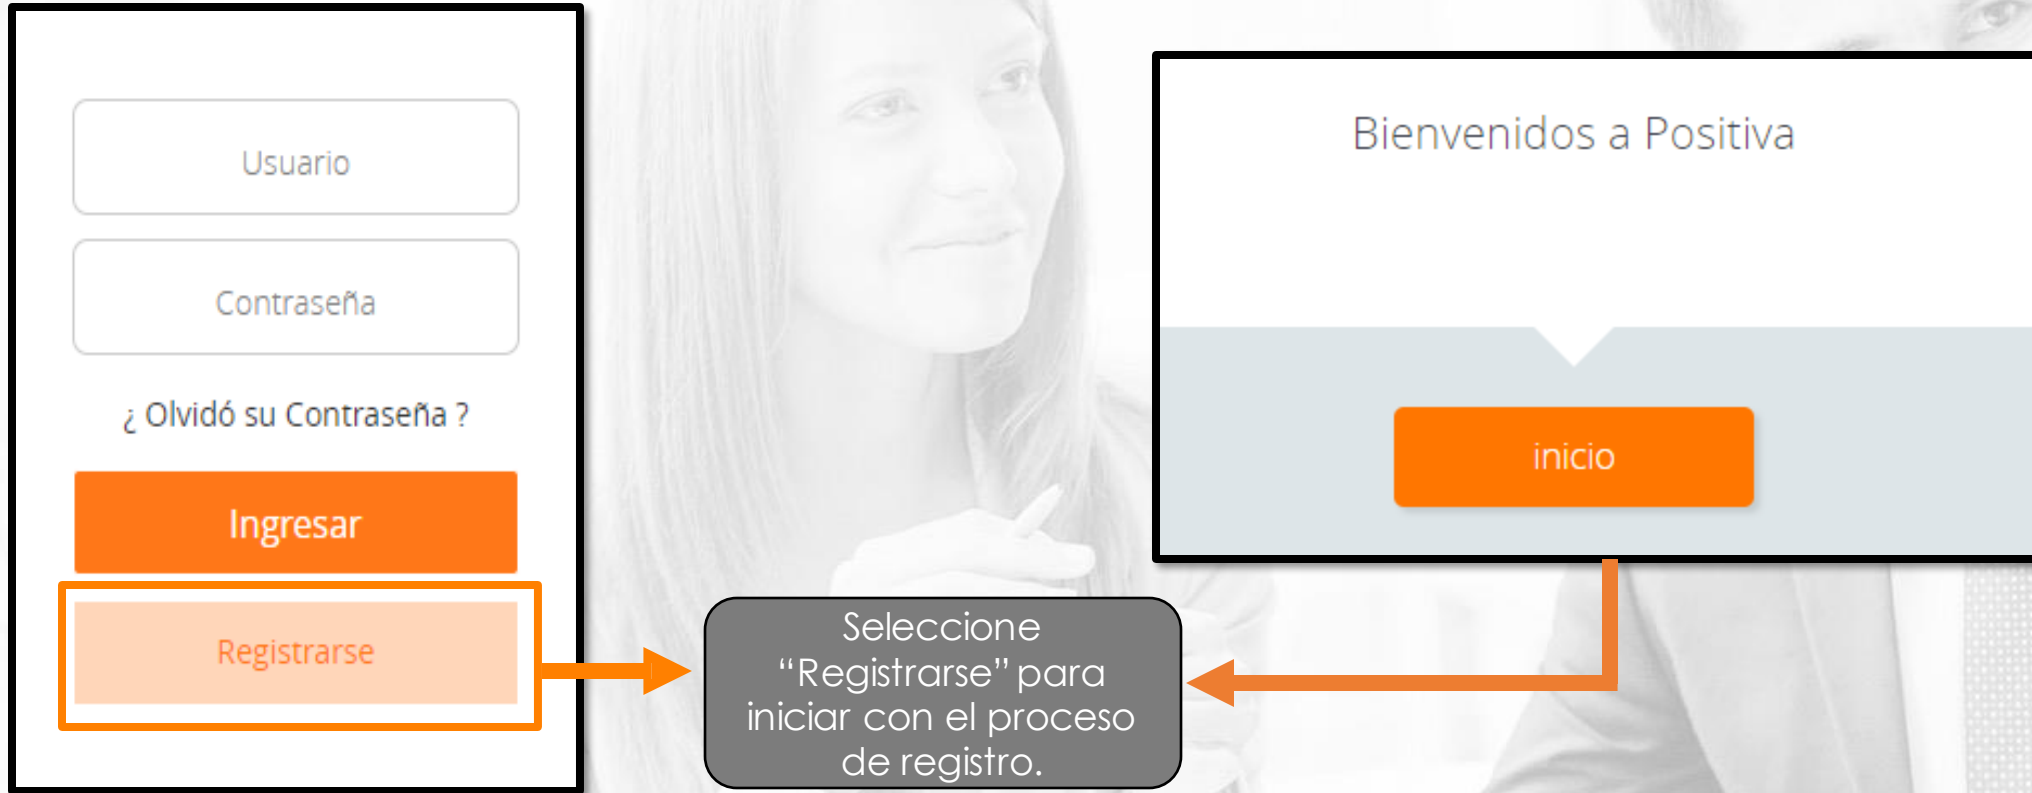 Usuario
Contraseña
¿ Olvidó su Contraseña ?
Ingresar
Registrarse
Bienvenidos a Positiva
inicio
Seleccione
“Registrarse” para
iniciar con el proceso
de registro.